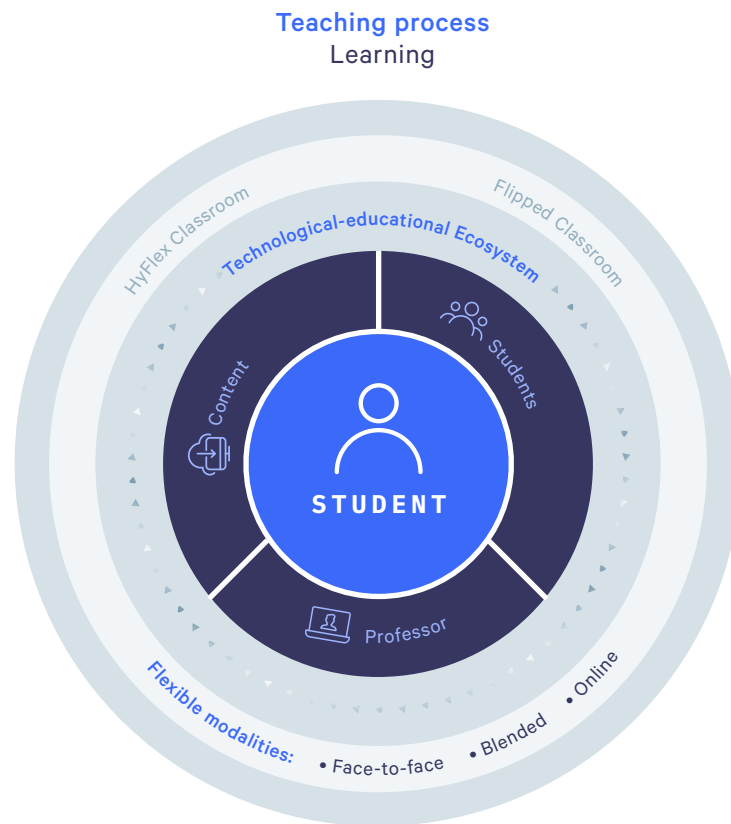 Teaching process
Learning
HyFlex Classroom
Flipped Classroom
Technological-educational Ecosystem
Content
Students
STUDENT
Professor
Flexible modalities:
• Face-to-face
• Blended
• Online